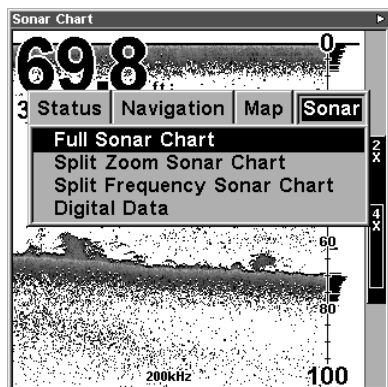 Sonar Chart
69.8 ft
0
3
Status Navigation Map Sonar
Full Sonar Chart
Split Zoom Sonar Chart
Split Frequency Sonar Chart
Digital Data
2X
4X
60
80
200kHz
100